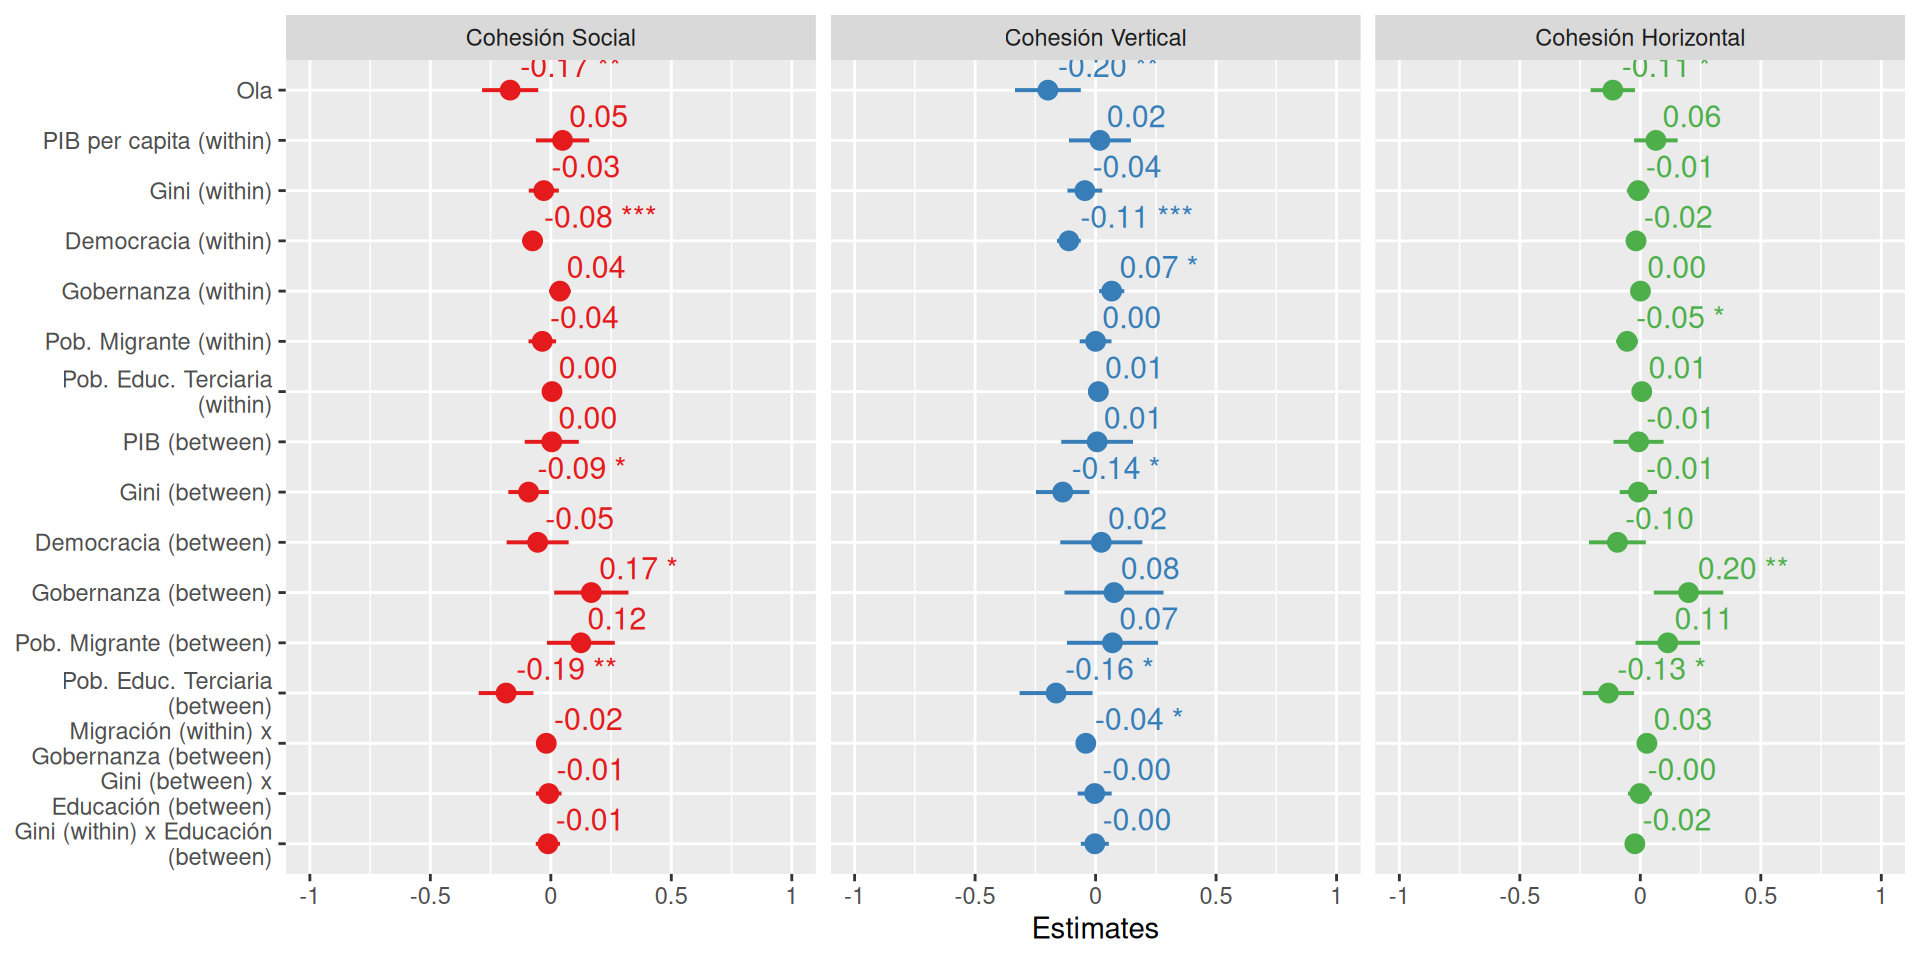 Cohesión Social Cohesión Vertical Cohesión Horizontal
Ola -0.17 ** -0.20 ** -0.11 *
PIB per capita (within) 0.05 0.02 0.06
Gini (within) -0.03 -0.04 -0.01
Democracia (within) -0.08 *** -0.11 *** -0.02
Gobernanza (within) 0.04 0.07 * 0.00
Pob. Migrante (within) -0.04 0.00 -0.05 *
Pob. Educ. Terciaria
(within) 0.00 0.01 0.01
PIB (between) 0.00 0.01 -0.01
Gini (between) -0.09 * -0.14 * -0.01
Democracia (between) -0.05 0.02 -0.10
Gobernanza (between) 0.17 * 0.08 0.20 **
Pob. Migrante (between) 0.12 0.07 0.11
Pob. Educ. Terciaria
(between) -0.19 ** -0.16 * -0.13 *
Migración (within) x
Gobernanza (between) -0.02 -0.04 * 0.03
Gini (between) x
Educación (between) -0.01 -0.00 -0.00
Gini (within) x Educación
(between) -0.01 -0.00 -0.02
-1 -0.5 0 0.5 1 -1 -0.5 0 0.5 1 -1 -0.5 0 0.5 1
Estimates